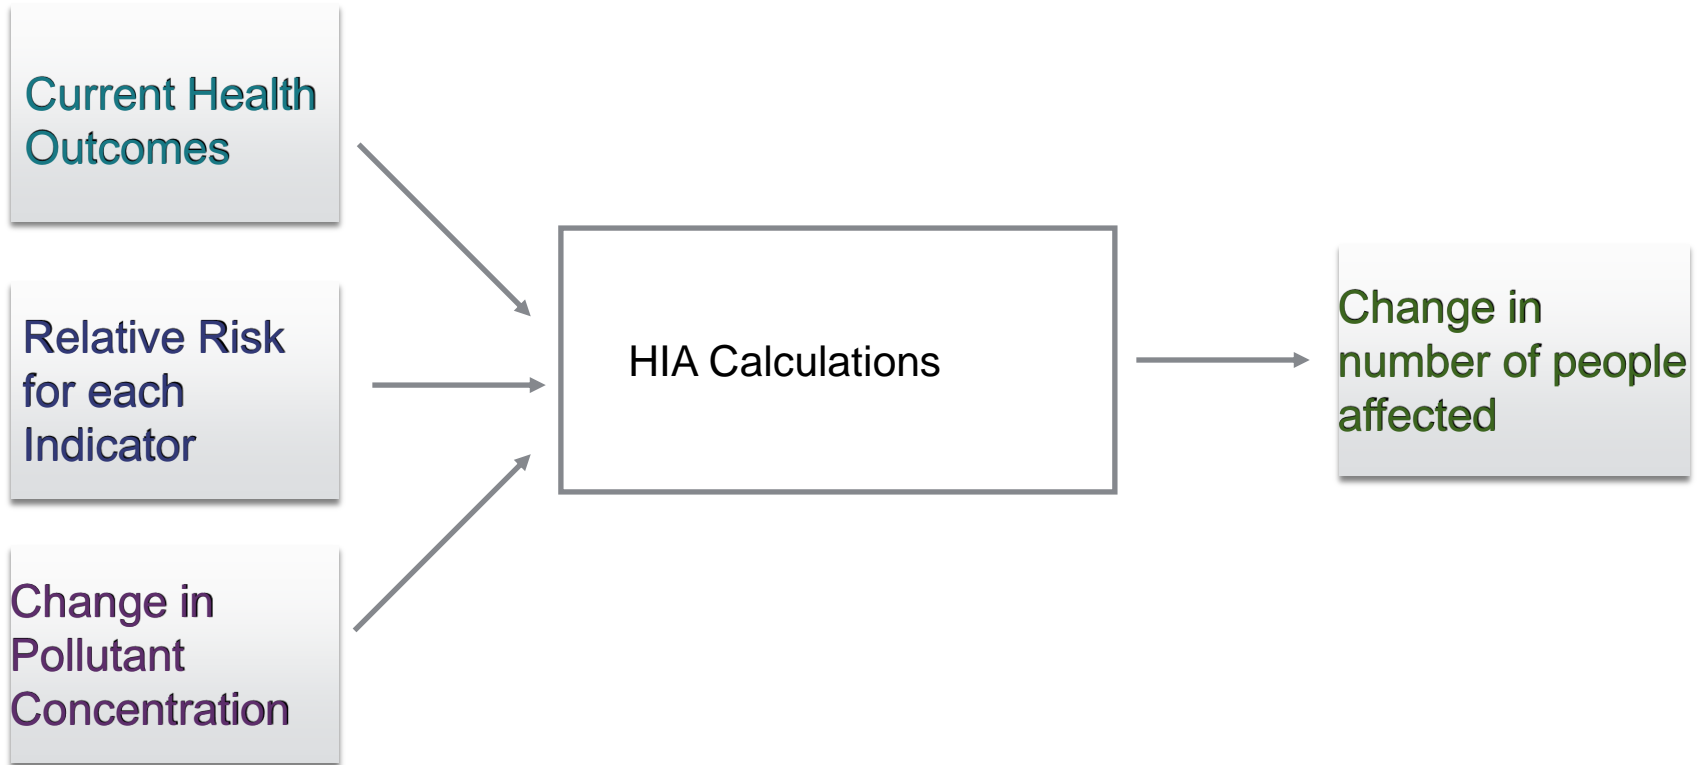 Current Health
Outcomes
Relative Risk
for each
Indicator
Change in
Pollutant
Concentration
HIA Calculations
Change in
number of people
affected